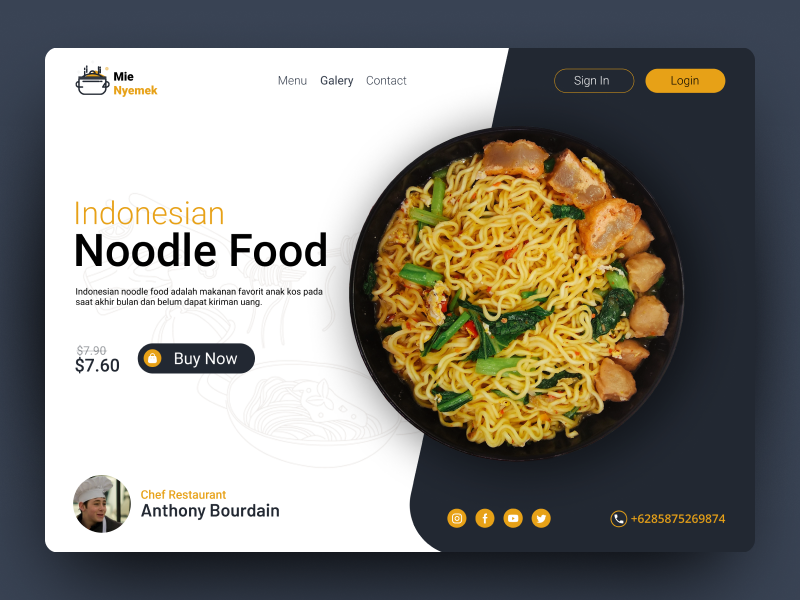 Mie
Nyemek
Menu Galery Contact
Sign In
Login
Indonesian
Noodle Food
Indonesian noodle food adalah makanan favorit anak kos pada
saat akhir bulan dan belum dapat kiriman uang.
$7.90
$7.60
Buy Now
Chef Restaurant
Anthony Bourdain
+6285875269874